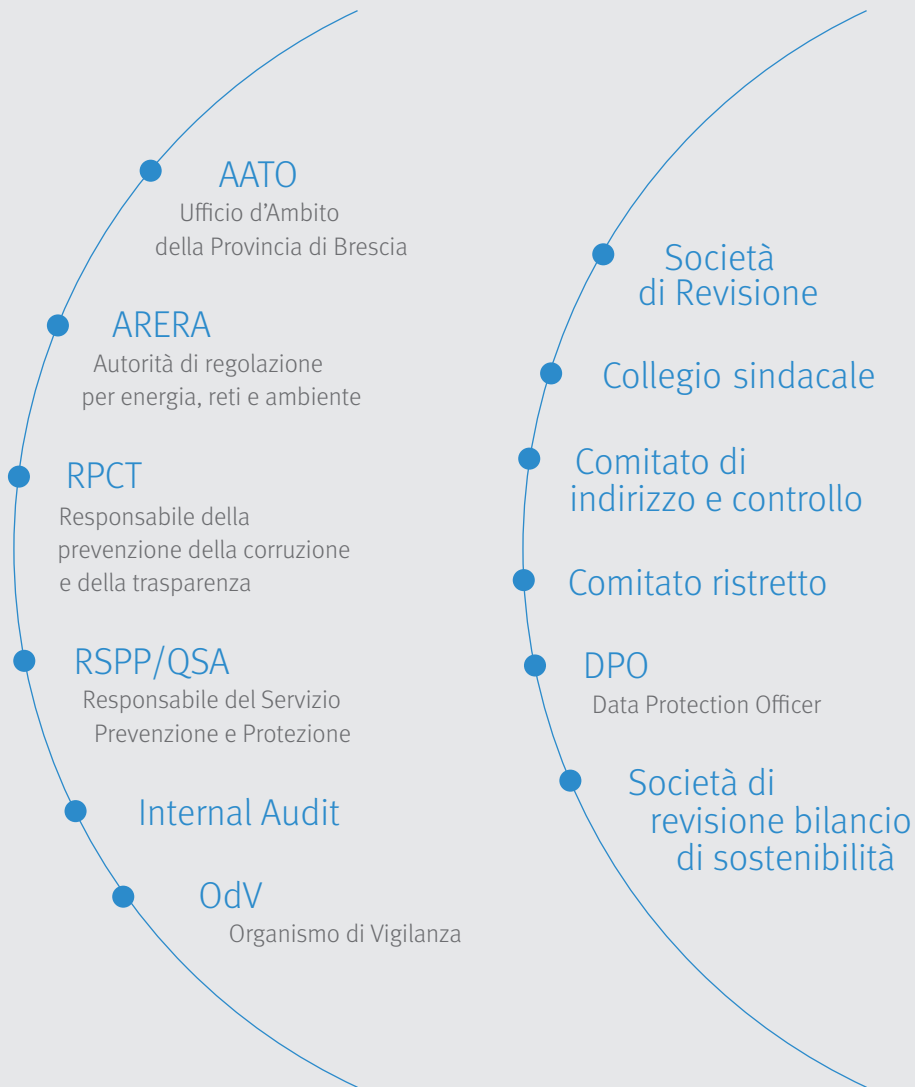 AATO
Ufficio d'Ambito
della Provincia di Brescia
ARERA
Autorità di regolazione
per energia, reti e ambiente
RPCT
Responsabile della
prevenzione della corruzione
e della trasparenza
RSPP/QSA
Responsabile del Servizio
Prevenzione e Protezione
Internal Audit
OdV
Organismo di Vigilanza
Società
di Revisione
Collegio sindacale
Comitato di
indirizzo e controllo
Comitato ristretto
DPO
Data Protection Officer
Società di
revisione bilancio
di sostenibilità